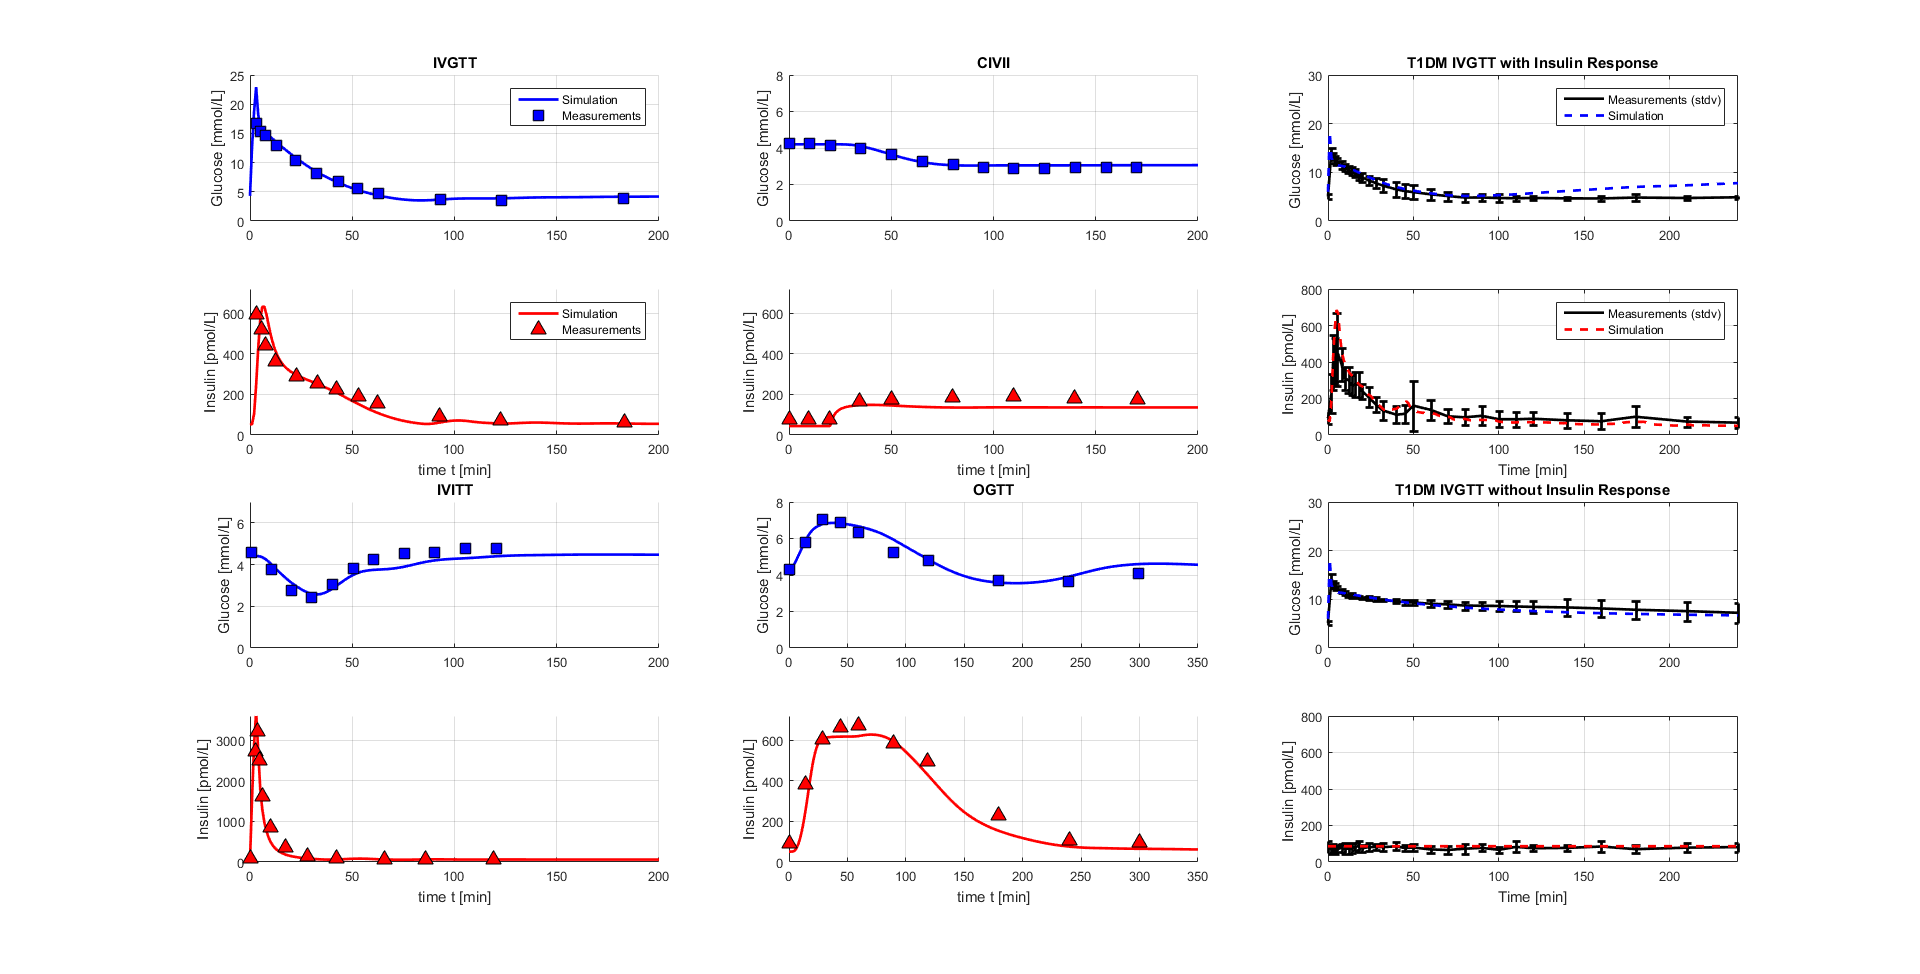 IVGTT
Glucose [mmol/L]
25
20
15
10
5
0
Simulation
Measurements
0 50 100 150 200
Insulin [pmol/L]
600
400
200
0
Simulation
Measurements
0 50 100 150 200
time t [min]
CIVII
Glucose [mmol/L]
8
6
4
2
0
0 50 100 150 200
Insulin [pmol/L]
600
400
200
0
0 50 100 150 200
time t [min]
T1DM IVGTT with Insulin Response
Glucose [mmol/L]
30
20
10
0
Measurements (stdv)
Simulation
0 50 100 150 200
Insulin [pmol/L]
800
600
400
200
0
Measurements (stdv)
Simulation
0 50 100 150 200
Time [min]
IVITT
Glucose [mmol/L]
6
4
2
0
0 50 100 150 200
Insulin [pmol/L]
3000
2000
1000
0
0 50 100 150 200
time t [min]
OGTT
Glucose [mmol/L]
8
6
4
2
0
0 50 100 150 200 250 300 350
Insulin [pmol/L]
600
400
200
0
0 50 100 150 200 250 300 350
time t [min]
T1DM IVGTT without Insulin Response
Glucose [mmol/L]
30
20
10
0
0 50 100 150 200
Insulin [pmol/L]
800
600
400
200
0
0 50 100 150 200
Time [min]